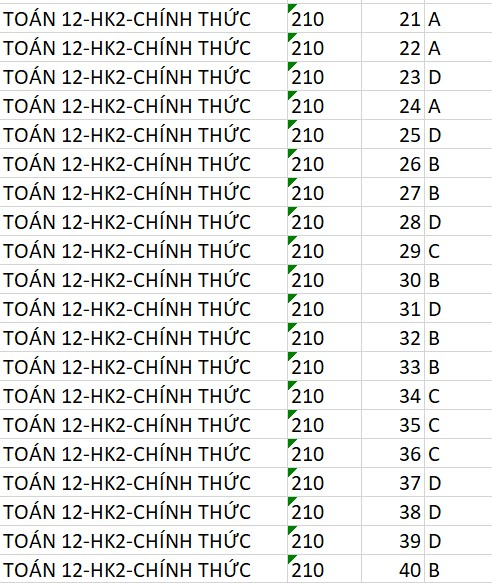 TOÁN 12-HK2-CHÍNH THỨC 210 21 A
TOÁN 12-HK2-CHÍNH THỨC 210 22 A
TOÁN 12-HK2-CHÍNH THỨC 210 23 D
TOÁN 12-HK2-CHÍNH THỨC 210 24 A
TOÁN 12-HK2-CHÍNH THỨC 210 25 D
TOÁN 12-HK2-CHÍNH THỨC 210 26 B
TOÁN 12-HK2-CHÍNH THỨC 210 27 B
TOÁN 12-HK2-CHÍNH THỨC 210 28 D
TOÁN 12-HK2-CHÍNH THỨC 210 29 C
TOÁN 12-HK2-CHÍNH THỨC 210 30 B
TOÁN 12-HK2-CHÍNH THỨC 210 31 D
TOÁN 12-HK2-CHÍNH THỨC 210 32 B
TOÁN 12-HK2-CHÍNH THỨC 210 33 B
TOÁN 12-HK2-CHÍNH THỨC 210 34 C
TOÁN 12-HK2-CHÍNH THỨC 210 35 C
TOÁN 12-HK2-CHÍNH THỨC 210 36 C
TOÁN 12-HK2-CHÍNH THỨC 210 37 D
TOÁN 12-HK2-CHÍNH THỨC 210 38 D
TOÁN 12-HK2-CHÍNH THỨC 210 39 D
TOÁN 12-HK2-CHÍNH THỨC 210 40 B